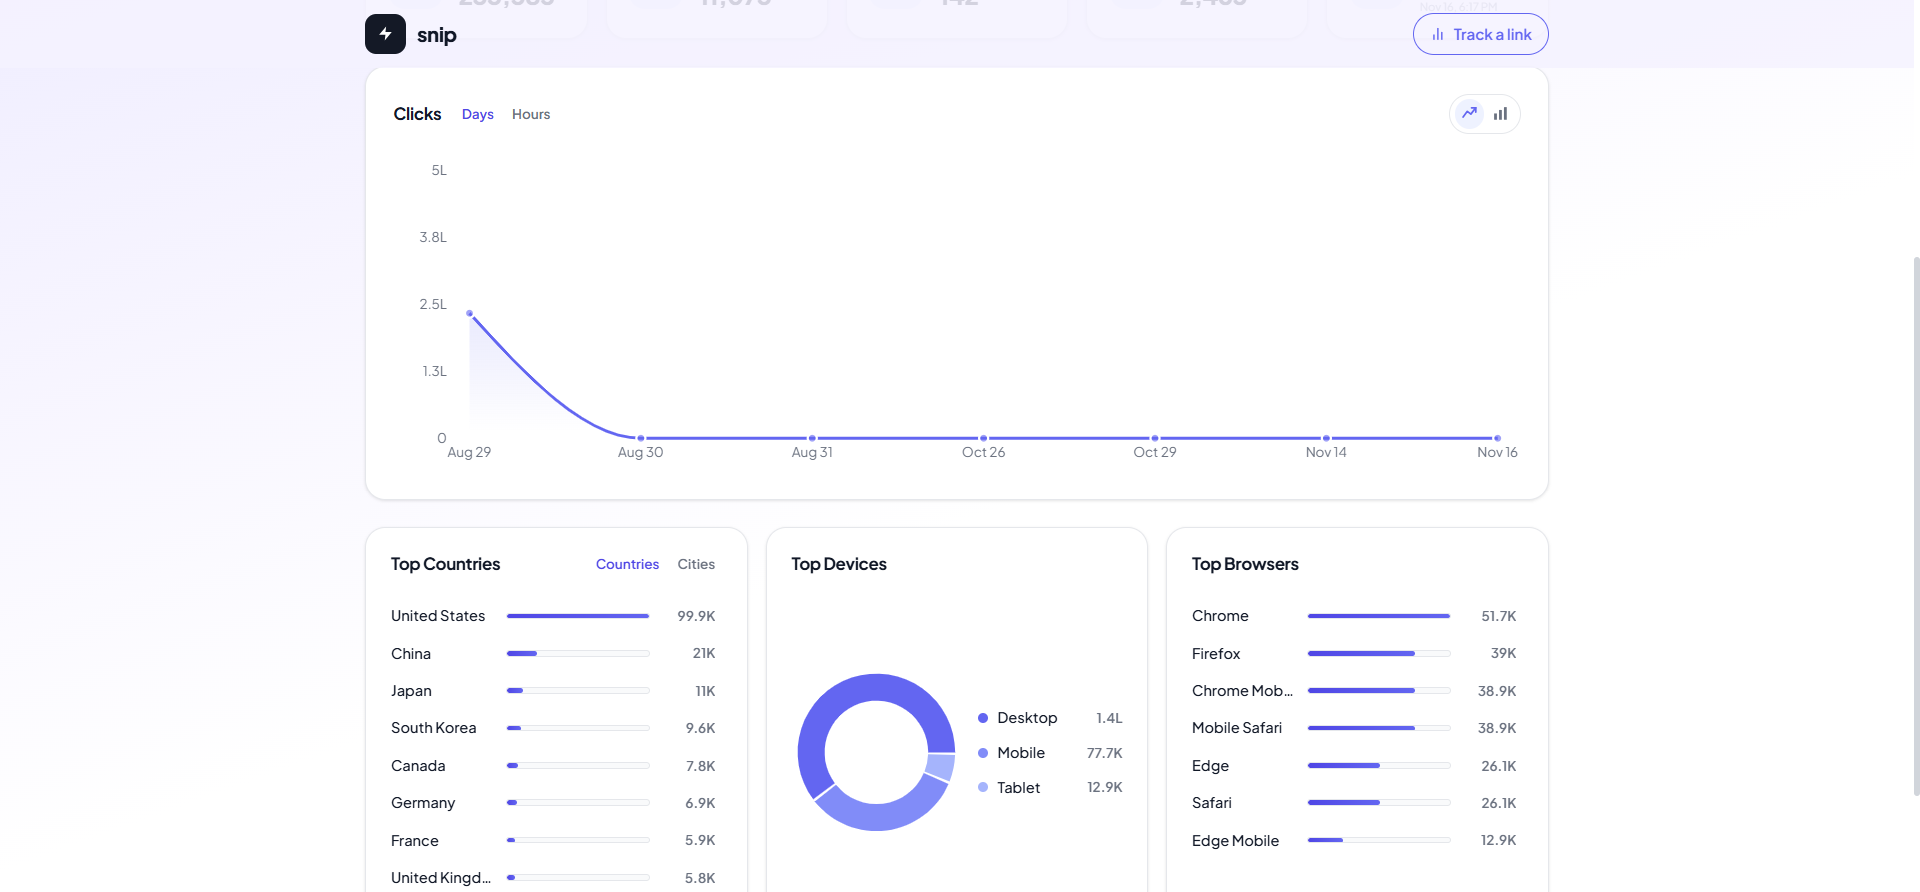 snip
Track a link
Clicks Days Hours
5L
3.8L
2.5L
1.3L
0
Aug 29 Aug 30 Aug 31 Oct 26 Oct 29 Nov 14 Nov 16
Top Countries Countries Cities
United States 99.9K
China 21K
Japan 11K
South Korea 9.6K
Canada 7.8K
Germany 6.9K
France 5.9K
United Kingd... 5.8K
Top Devices
Desktop 1.4L
Mobile 77.7K
Tablet 12.9K
Top Browsers
Chrome 51.7K
Firefox 39K
Chrome Mob... 38.9K
Mobile Safari 38.9K
Edge 26.1K
Safari 26.1K
Edge Mobile 12.9K